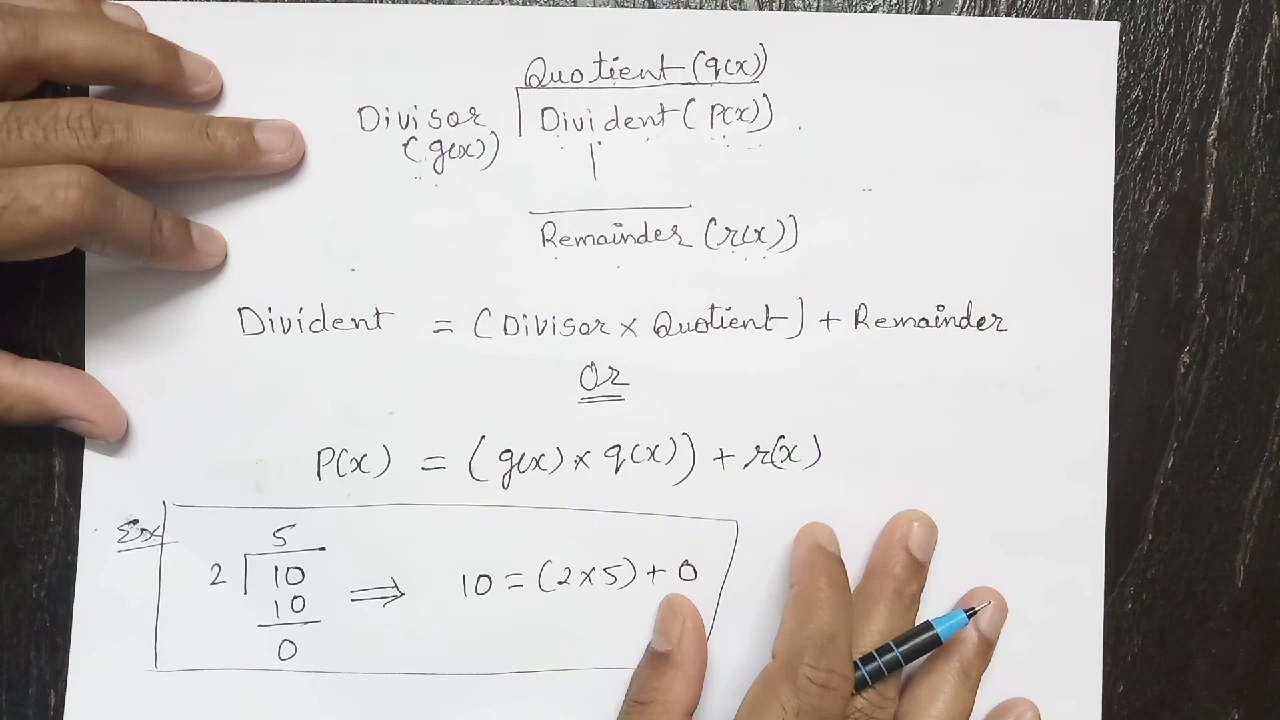 Quotient (q(x))
Divisor Divident ( P(x))
(g(x))
Remainder (r(x))
Divident = (Divisor × Quotient) + Remainder
Or
P(x) = (g(x) × q(x)) + r(x)
Ex
5
2 10 ⇒ 10 = (2×5) + 0
10
0